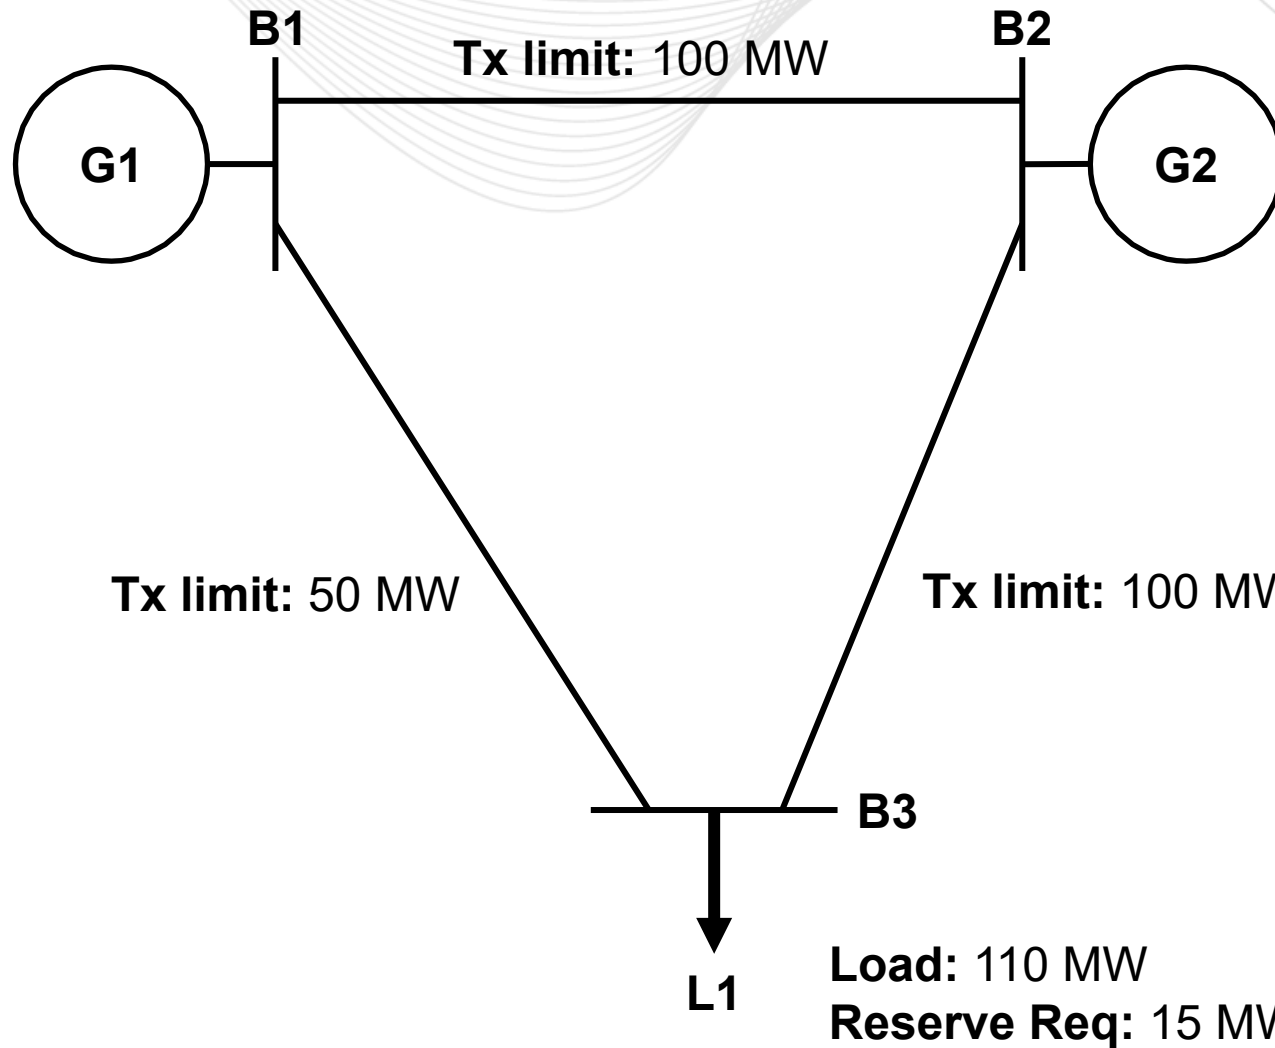 B1
B2
Tx limit: 100 MW
G1
G2
Tx limit: 50 MW
Tx limit: 100 MW
B3
L1
Load: 110 MW
Reserve Req: 15 MW